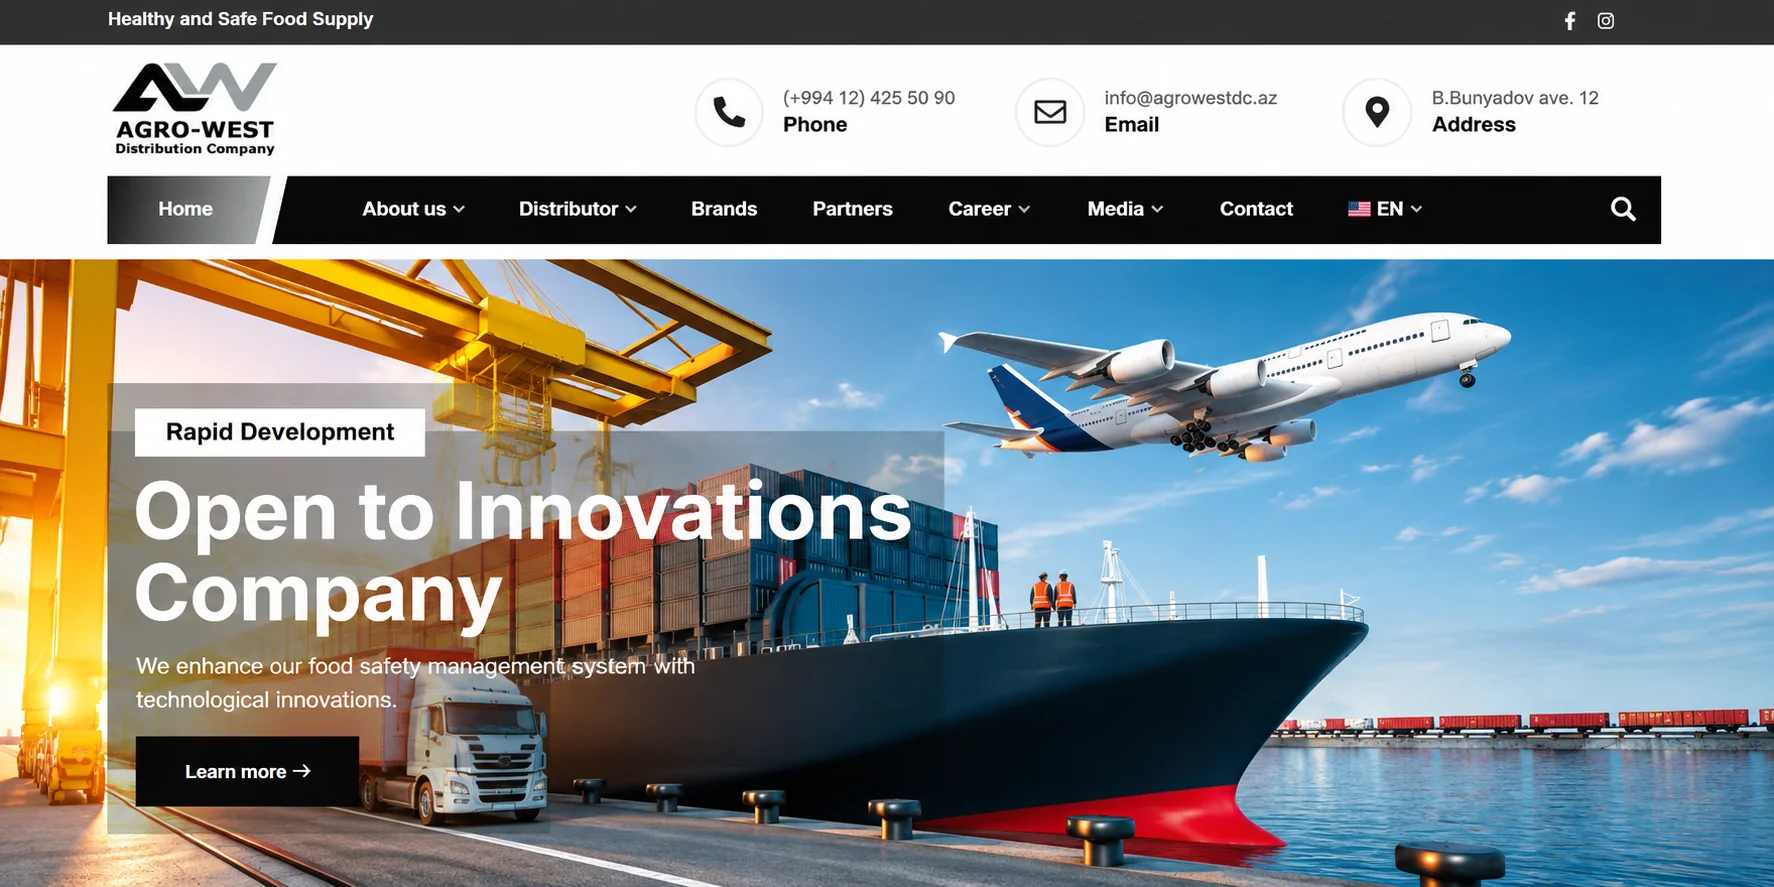 Healthy and Safe Food Supply
AW
AGRO-WEST
Distribution Company
(+994 12) 425 50 90
Phone
info@agrowestdc.az
Email
B.Bunyadov ave. 12
Address
Home
About us
Distributor
Brands
Partners
Career
Media
Contact
EN
Rapid Development
Open to Innovations
Company
We enhance our food safety management system with
technological innovations.
Learn more →